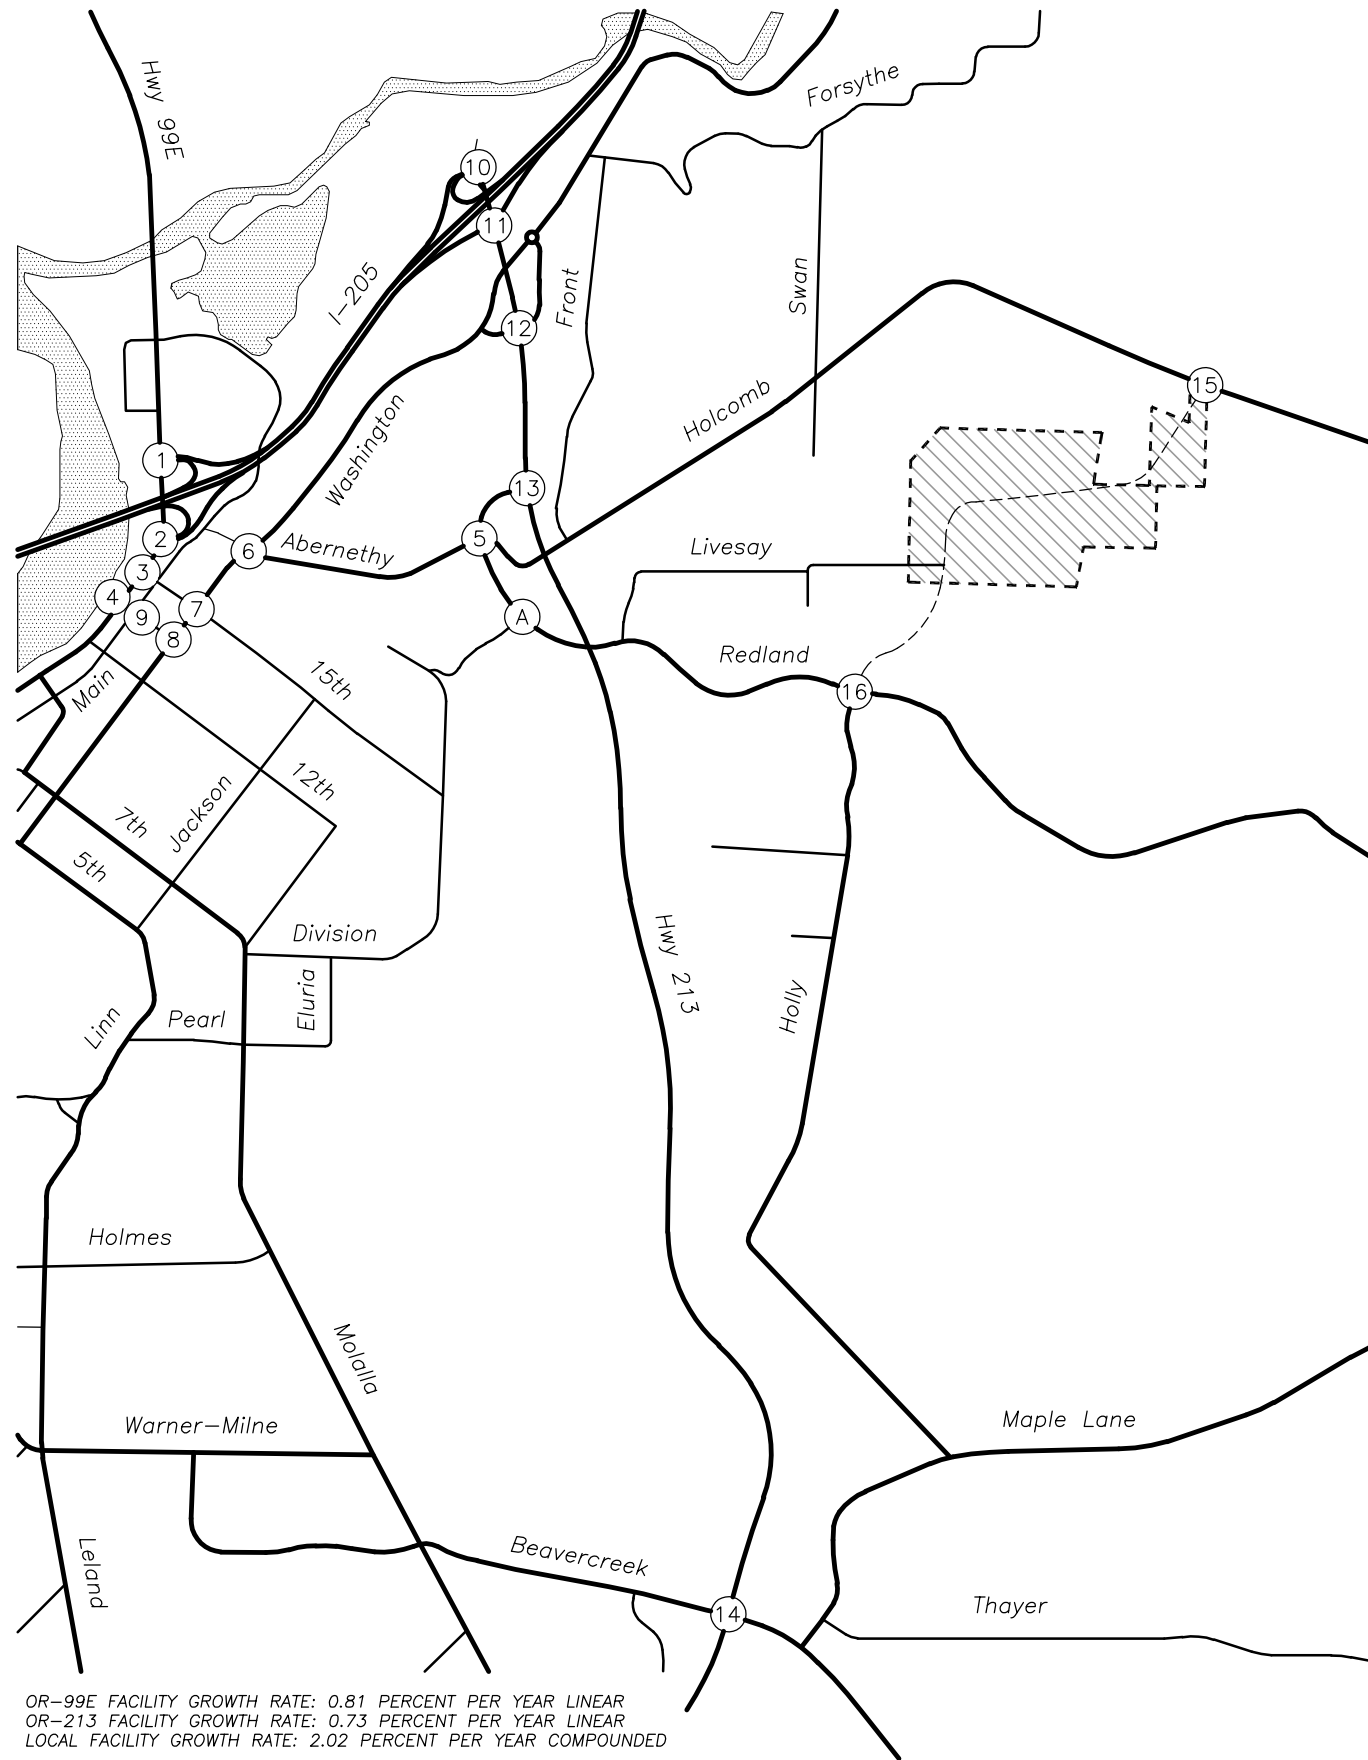 Hwy 99E
Forsythe
10
11
I-205
Front
Swan
12
Holcomb
15
Washington
1
13
2
5
6
Abernethy
Livesay
3
4
9
7
A
8
Redland
16
15th
Main
12th
Jackson
7th
5th
Division
Hwy 213
Eluria
Holly
Pearl
Linn
Holmes
Molalla
Warner-Milne
Maple Lane
Beavercreek
Leland
14
Thayer
OR-99E FACILITY GROWTH RATE: 0.81 PERCENT PER YEAR LINEAR
OR-213 FACILITY GROWTH RATE: 0.73 PERCENT PER YEAR LINEAR
LOCAL FACILITY GROWTH RATE: 2.02 PERCENT PER YEAR COMPOUNDED